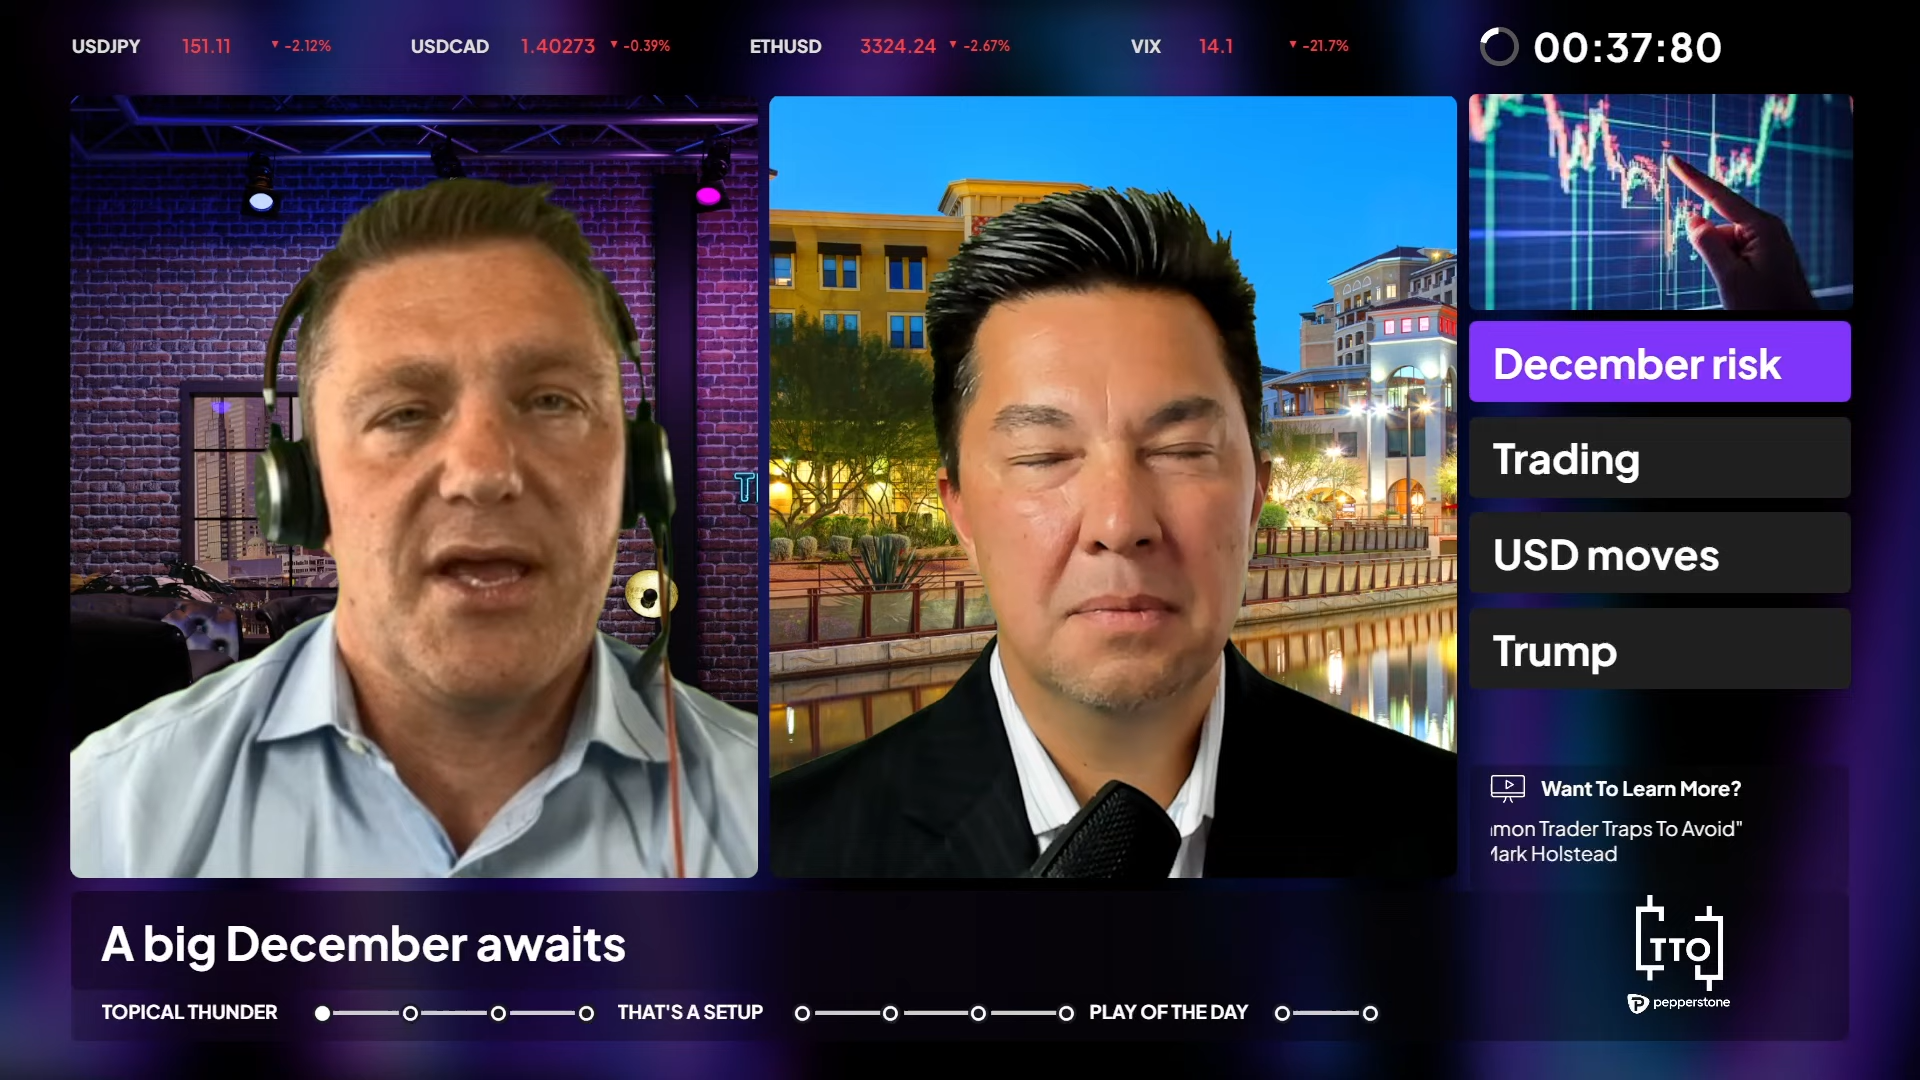 USDJPY 151.11 ▼ -2.12% USDCAD 1.40273 ▼ -0.39% ETHUSD 3324.24 ▼ -2.67% VIX 14.1 ▼ -21.7% 00:37:80
December risk
Trading
USD moves
Trump
Want To Learn More?
mon Trader Traps To Avoid"
Mark Holstead
A big December awaits
TTO
pepperstone
TOPICAL THUNDER THAT'S A SETUP PLAY OF THE DAY